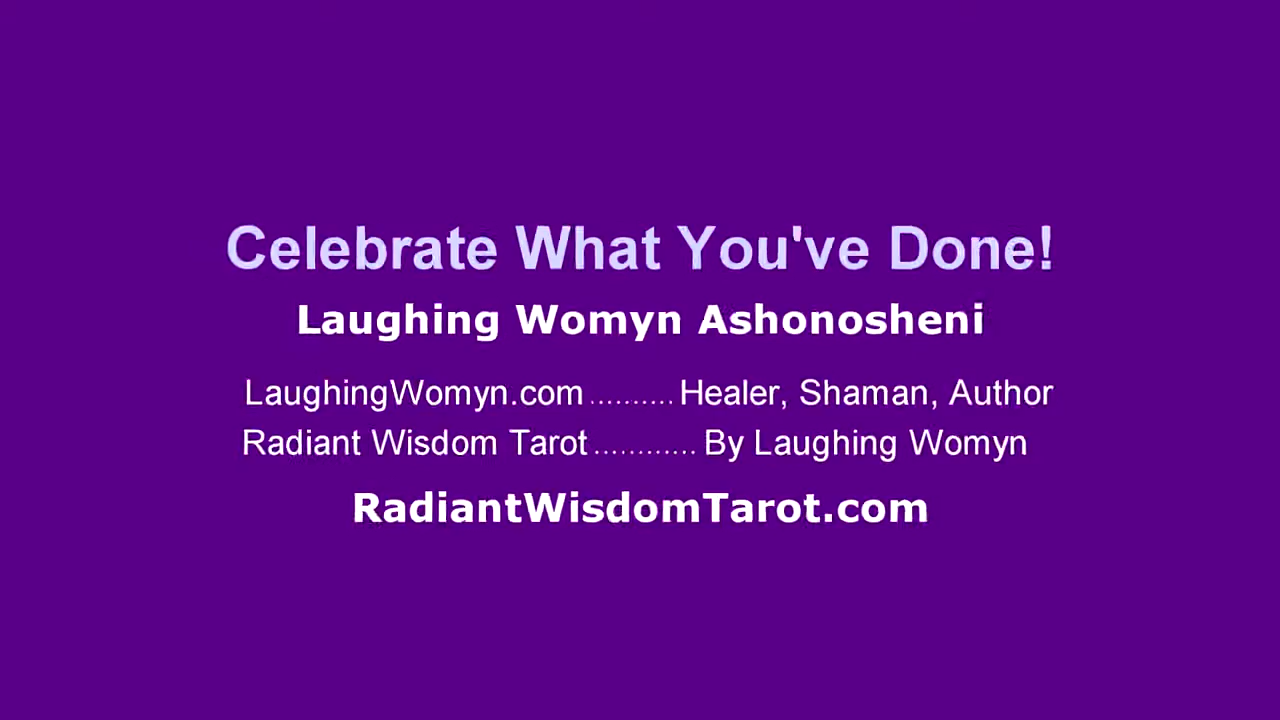 Celebrate What You've Done!
Laughing Womyn Ashonosheni
LaughingWomyn.com .......... Healer, Shaman, Author
Radiant Wisdom Tarot ............ By Laughing Womyn
RadiantWisdomTarot.com